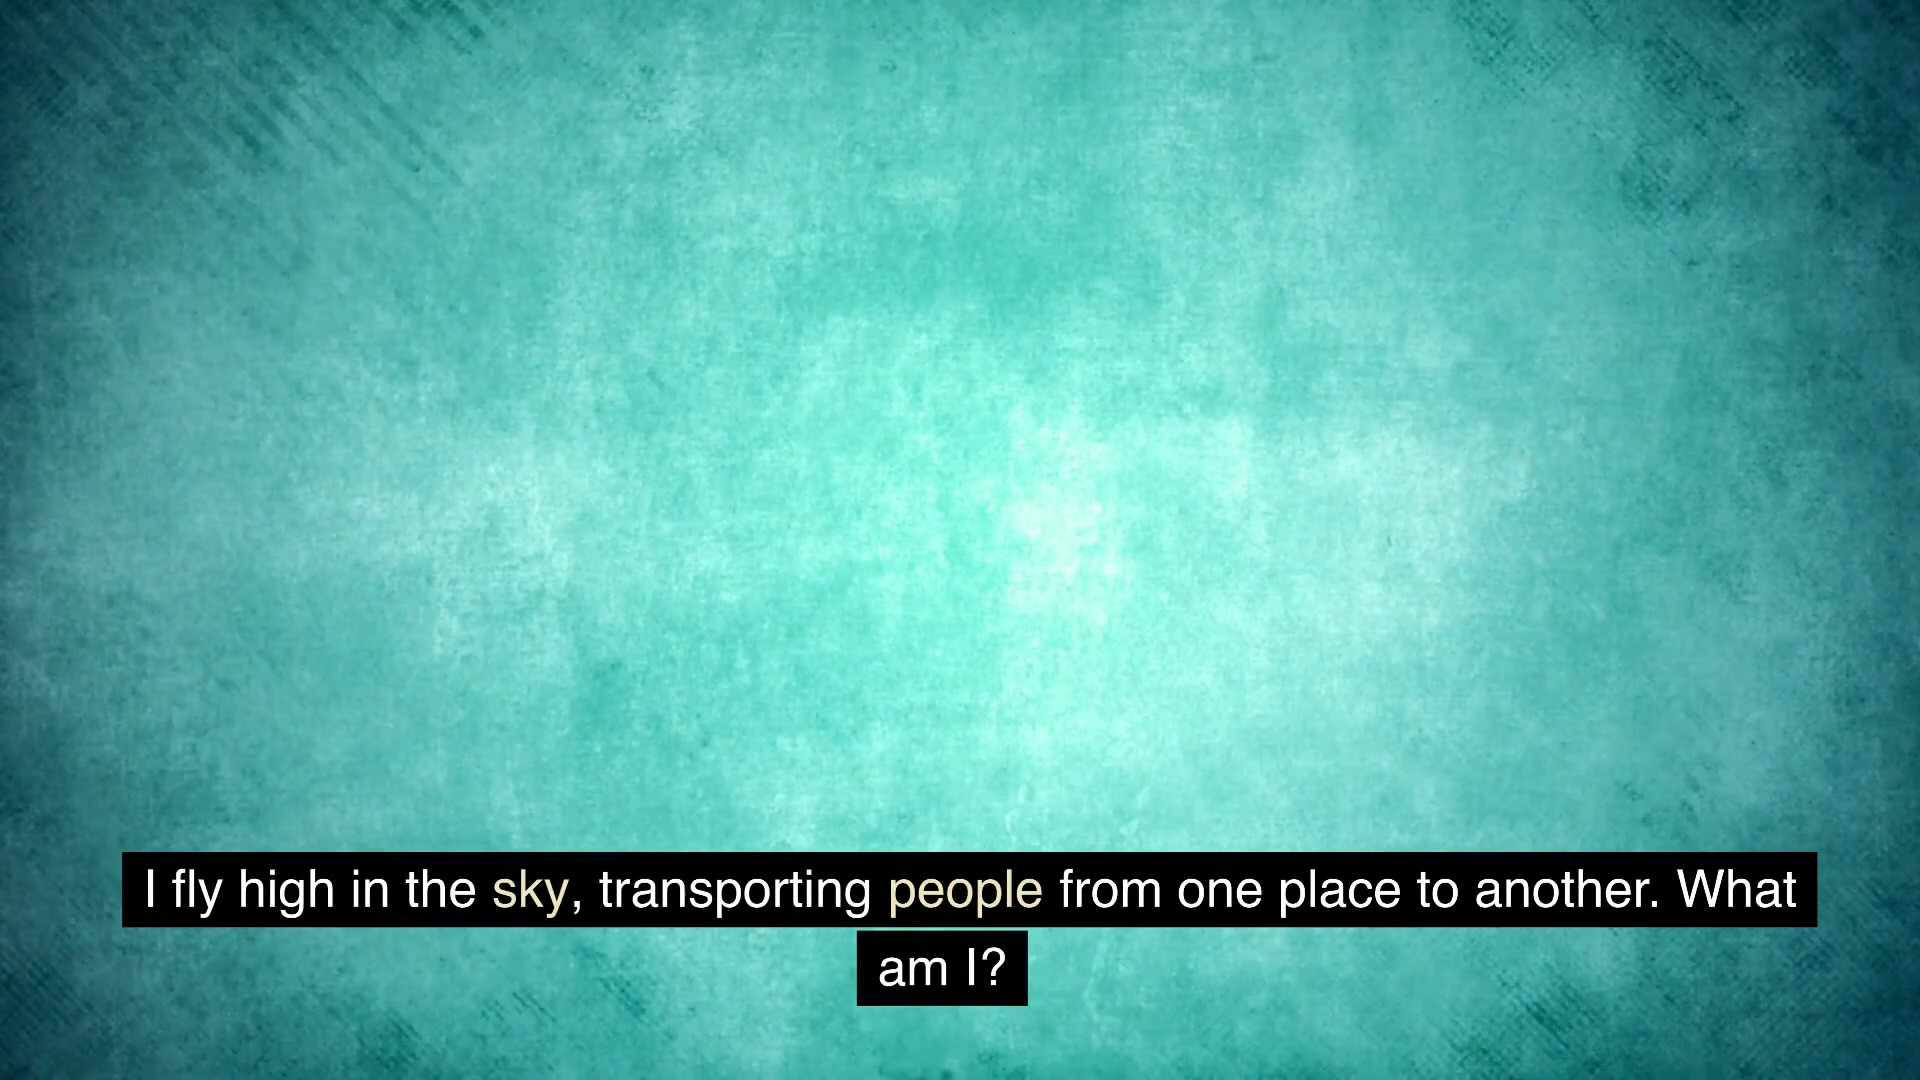 I fly high in the sky, transporting people from one place to another. What
am I?